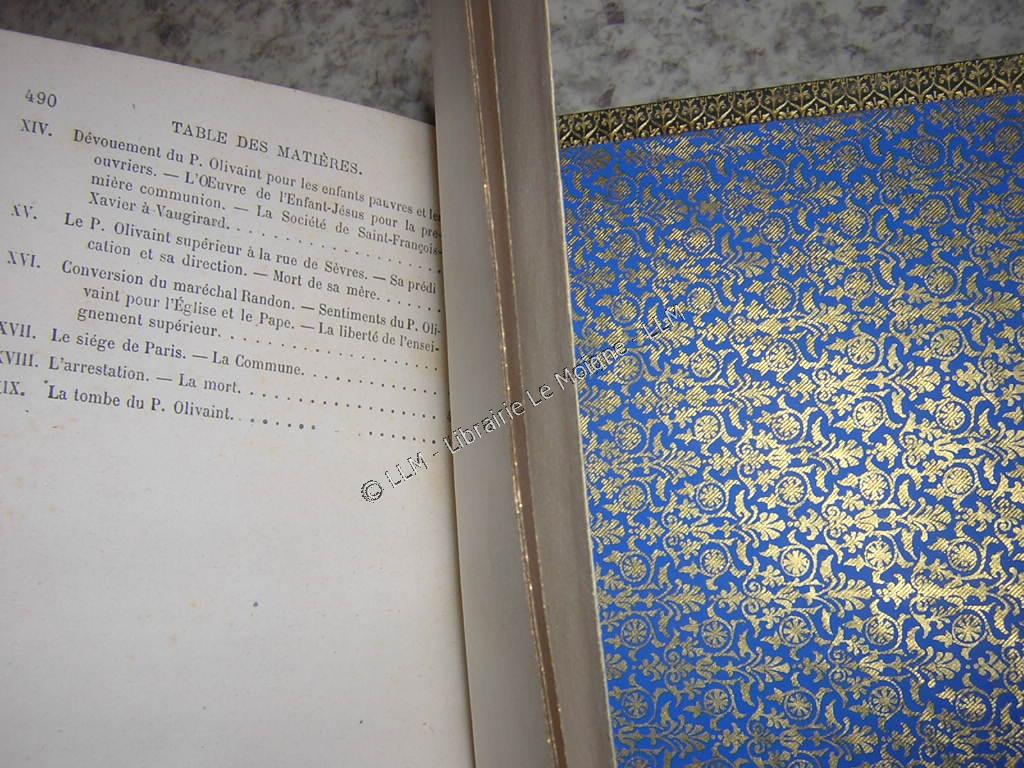 490
TABLE DES MATIÈRES.
XIV. Dévouement du P. Olivaint pour les enfants pauvres et les
ouvriers. — L'Œuvre de l'Enfant-Jésus pour la pre-
mière communion. — La Société de Saint-François-
Xavier à Vaugirard. . . . . . . . . . . . . . .
XV. Le P. Olivaint supérieur à la rue de Sèvres. — Sa prédi
cation et sa direction. — Mort de sa mère. . . . . .
XVI. Conversion du maréchal Randon. — Sentiments du P. Oli-
vaint pour l'Église et le Pape. — La liberté de l'ensei-
gnement supérieur . . . . . . . . . . . . . . .
XVII. Le siége de Paris. — La Commune. . . . . . . . . .
XVIII. L'arrestation. — La mort. . . . . . . . . . . . . .
XIX. La tombe du P. Olivaint. . . . . . . . . . . . . .
© LLM - Librairie Le Moiane - LLM